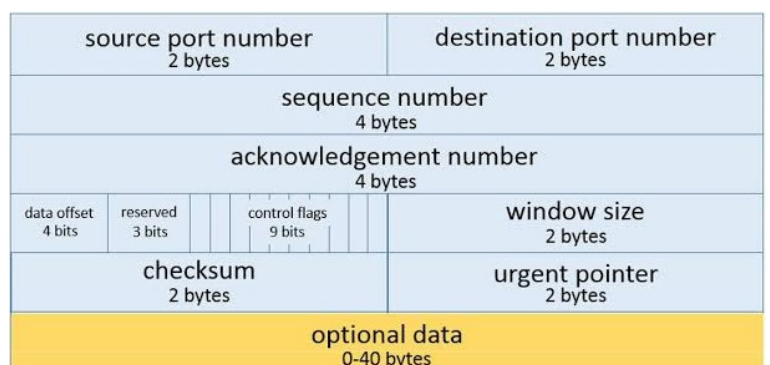 source port number destination port number
2 bytes 2 bytes
sequence number
4 bytes
acknowledgement number
4 bytes
data offset reserved control flags window size
4 bits 3 bits 9 bits 2 bytes
checksum urgent pointer
2 bytes 2 bytes
optional data
0-40 bytes